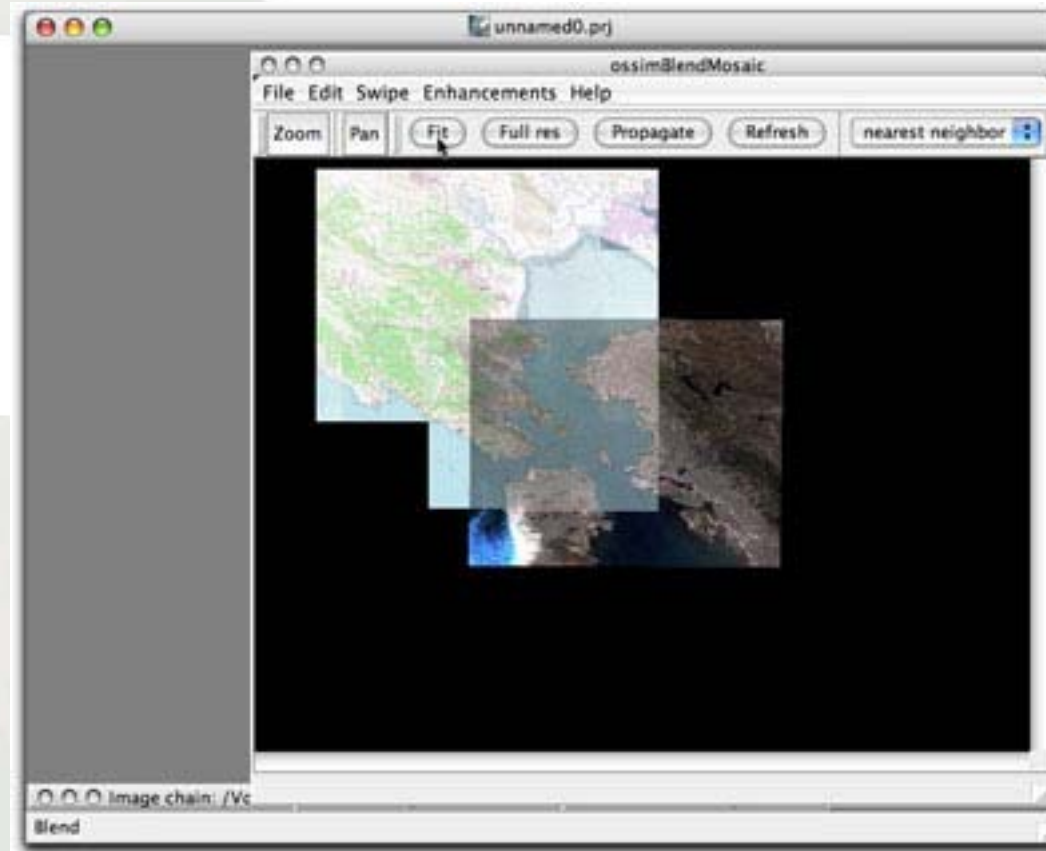 unnamed0.prj
ossimBlendMosaic
File Edit Swipe Enhancements Help
Zoom Pan Fit Full res Propagate Refresh nearest neighbor
Image chain: /Vo
Blend